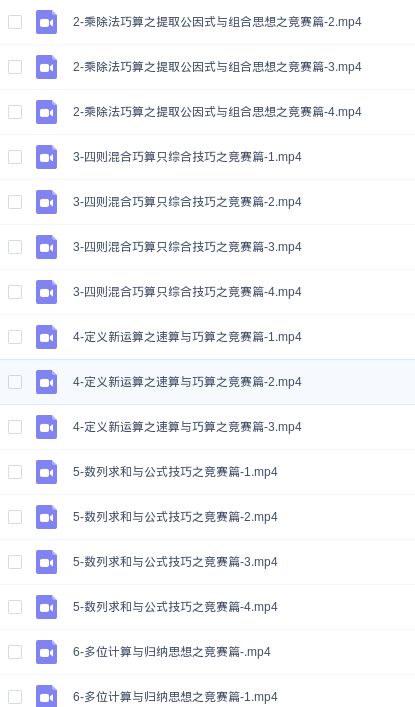 2-乘除法巧算之提取公因式与组合思想之竞赛篇-2.mp4
2-乘除法巧算之提取公因式与组合思想之竞赛篇-3.mp4
2-乘除法巧算之提取公因式与组合思想之竞赛篇-4.mp4
3-四则混合巧算只综合技巧之竞赛篇-1.mp4
3-四则混合巧算只综合技巧之竞赛篇-2.mp4
3-四则混合巧算只综合技巧之竞赛篇-3.mp4
3-四则混合巧算只综合技巧之竞赛篇-4.mp4
4-定义新运算之速算与巧算之竞赛篇-1.mp4
4-定义新运算之速算与巧算之竞赛篇-2.mp4
4-定义新运算之速算与巧算之竞赛篇-3.mp4
5-数列求和与公式技巧之竞赛篇-1.mp4
5-数列求和与公式技巧之竞赛篇-2.mp4
5-数列求和与公式技巧之竞赛篇-3.mp4
5-数列求和与公式技巧之竞赛篇-4.mp4
6-多位计算与归纳思想之竞赛篇-.mp4
6-多位计算与归纳思想之竞赛篇-1.mp4